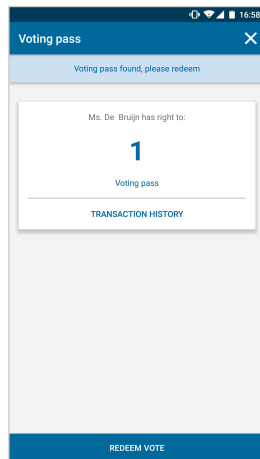 16:58
Voting pass
Voting pass found, please redeem
Ms. De Bruijn has right to:
1
Voting pass
TRANSACTION HISTORY
REDEEM VOTE